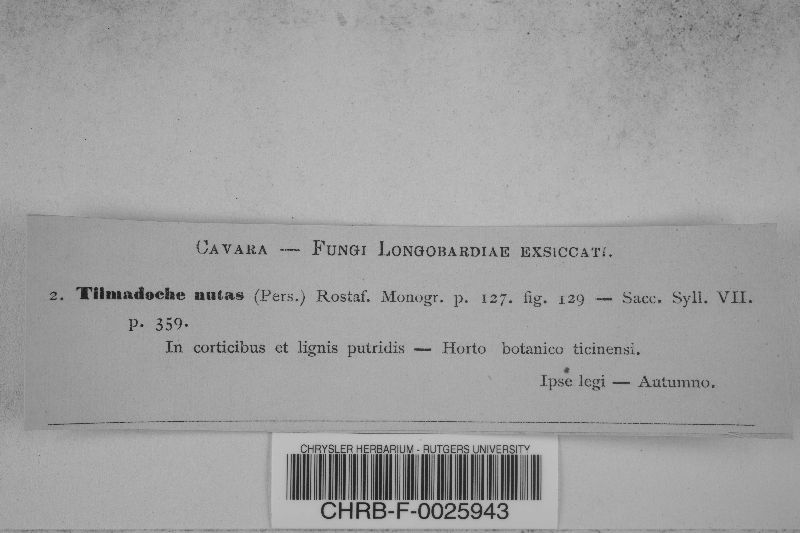 CAVARA — FUNGI LONGOBARDIAE EXSICCATI.
2. Tilmadoche nutas (Pers.) Rostaf. Monogr. p. 127. fig. 129 — Sacc. Syll. VII.
p. 359.
In corticibus et lignis putridis — Horto botanico ticinensi.
Ipse legi — Autumno.
CHRYSLER HERBARIUM - RUTGERS UNIVERSITY
CHRB-F-0025943